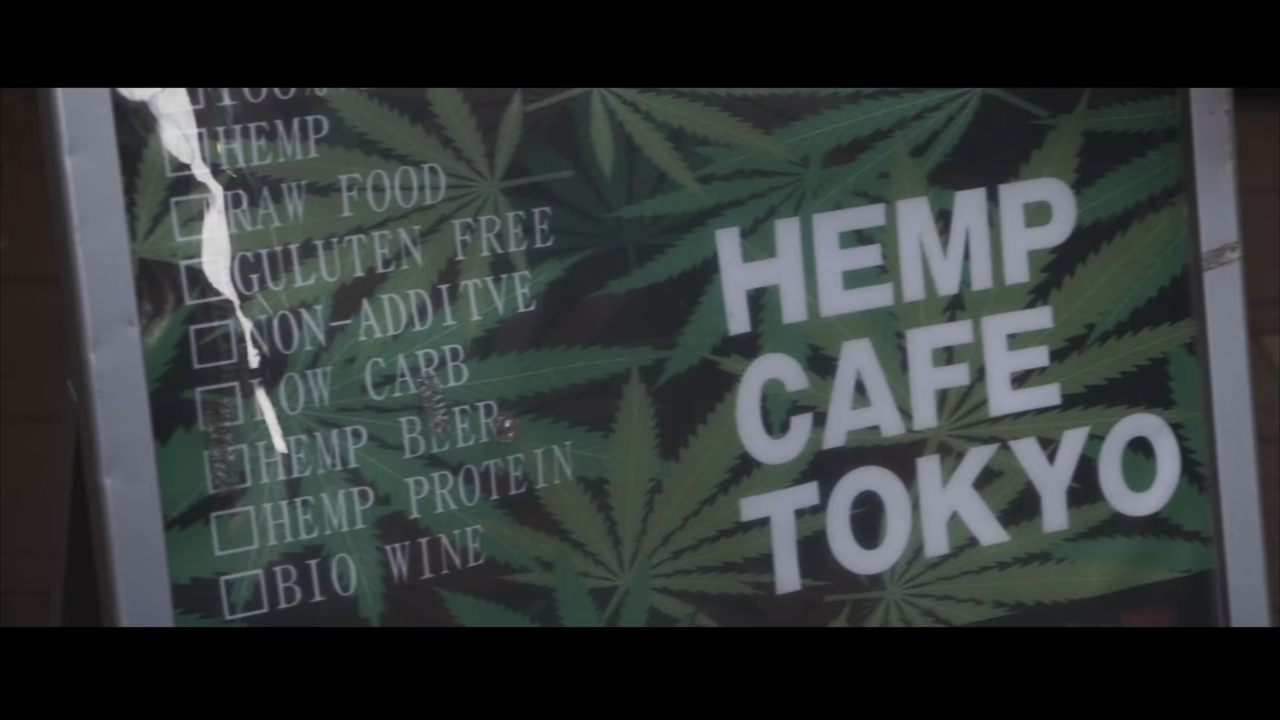 HEMP
RAW FOOD
GULUTEN FREE
NON-ADDITVE
LOW CARB
HEMP BEER
HEMP PROTEIN
BIO WINE
HEMP
CAFE
TOKYO